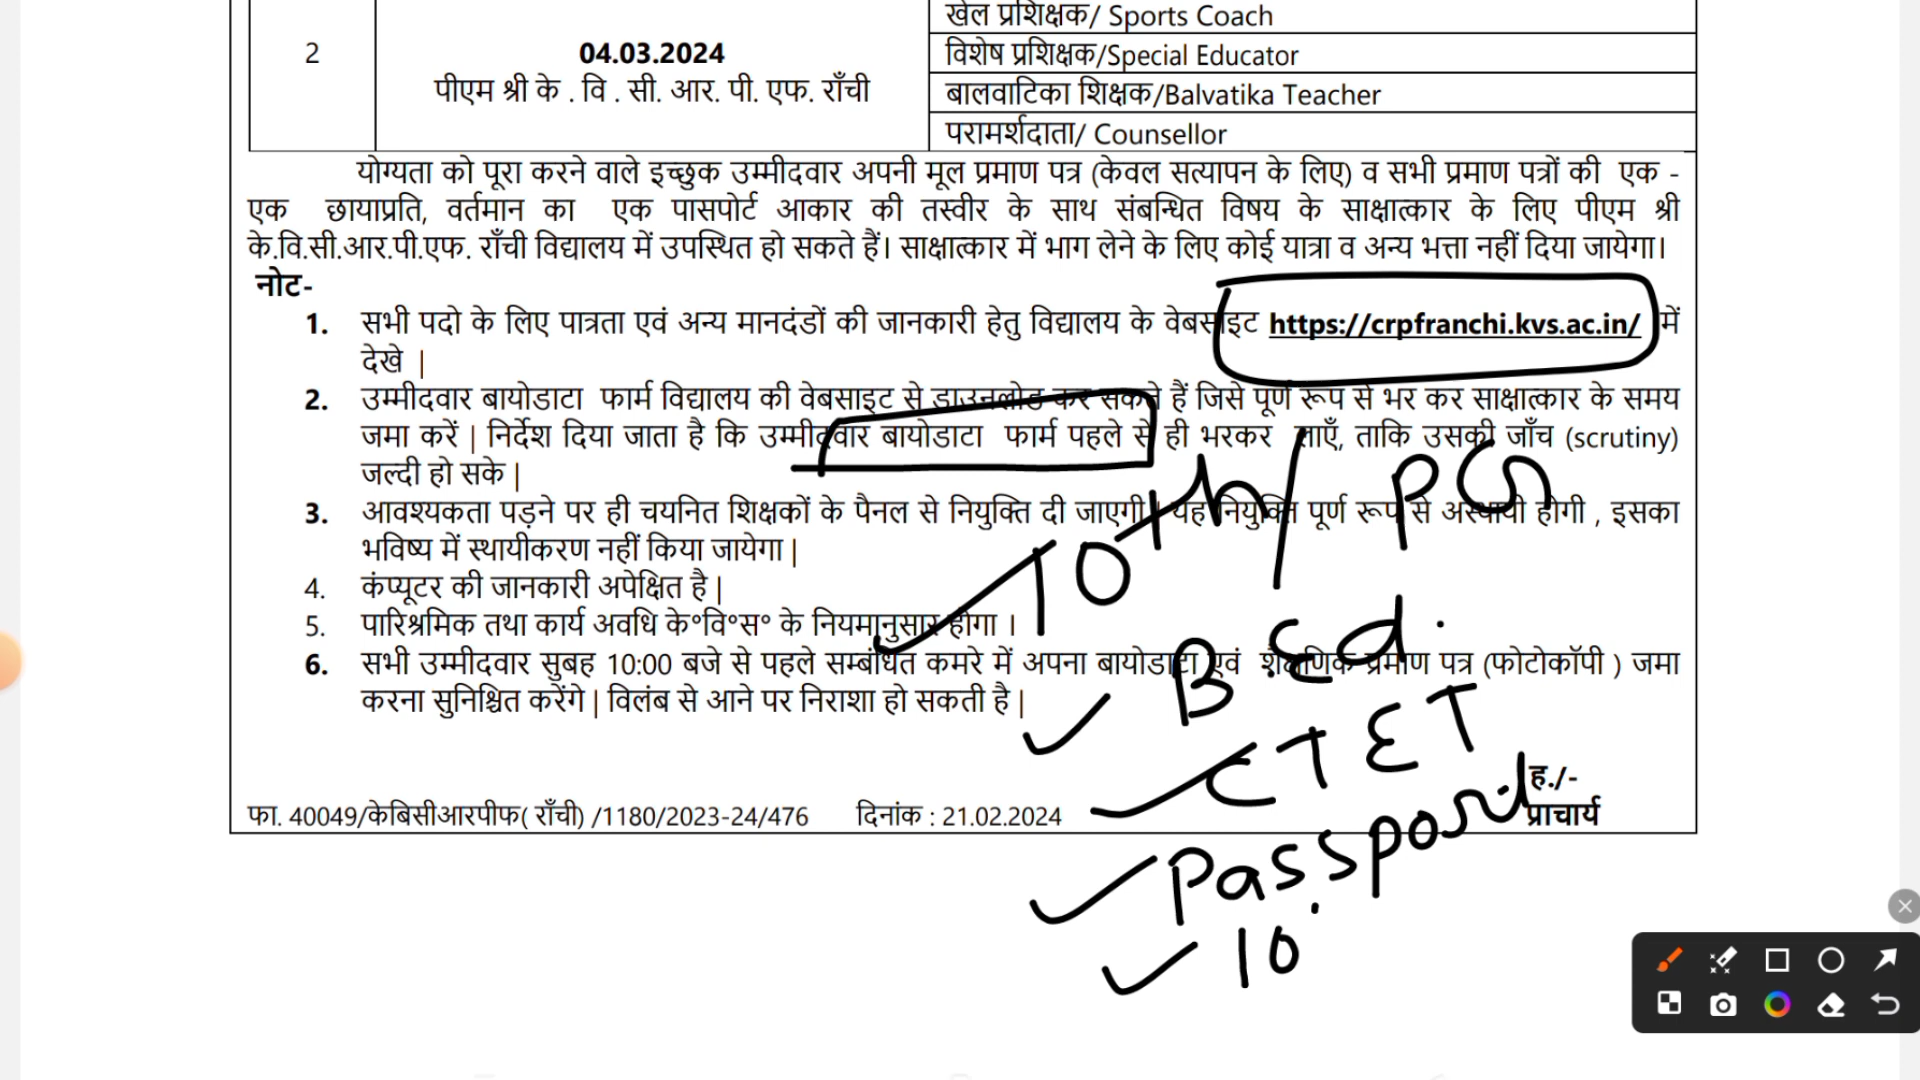 खेल प्रशिक्षक/ Sports Coach
2
04.03.2024
पीएम श्री के . वि . सी. आर. पी. एफ. राँची
विशेष प्रशिक्षक/Special Educator
बालवाटिका शिक्षक/Balvatika Teacher
परामर्शदाता/ Counsellor
योग्यता को पूरा करने वाले इच्छुक उम्मीदवार अपनी मूल प्रमाण पत्र (केवल सत्यापन के लिए) व सभी प्रमाण पत्रों की एक -
एक छायाप्रति, वर्तमान का एक पासपोर्ट आकार की तस्वीर के साथ संबन्धित विषय के साक्षात्कार के लिए पीएम श्री
के.वि.सी.आर.पी.एफ. राँची विद्यालय में उपस्थित हो सकते हैं। साक्षात्कार में भाग लेने के लिए कोई यात्रा व अन्य भत्ता नहीं दिया जायेगा।
नोट-
1. सभी पदो के लिए पात्रता एवं अन्य मानदंडों की जानकारी हेतु विद्यालय के वेबसाइट https://crpfranchi.kvs.ac.in/ में
देखे |
2. उम्मीदवार बायोडाटा फार्म विद्यालय की वेबसाइट से डाउनलोड कर सकते हैं जिसे पूर्ण रूप से भर कर साक्षात्कार के समय
जमा करें | निर्देश दिया जाता है कि उम्मीदवार बायोडाटा फार्म पहले से ही भरकर लाएँ, ताकि उसकी जाँच (scrutiny)
जल्दी हो सके |
3. आवश्यकता पड़ने पर ही चयनित शिक्षकों के पैनल से नियुक्ति दी जाएगी | यह नियुक्ति पूर्ण रूप से अस्थायी होगी , इसका
भविष्य में स्थायीकरण नहीं किया जायेगा |
4. कंप्यूटर की जानकारी अपेक्षित है |
5. पारिश्रमिक तथा कार्य अवधि के°वि°स° के नियमानुसार होगा ।
6. सभी उम्मीदवार सुबह 10:00 बजे से पहले सम्बंधित कमरे में अपना बायोडाटा एवं शैक्षणिक प्रमाण पत्र (फोटोकॉपी ) जमा
करना सुनिश्चित करेंगे | विलंब से आने पर निराशा हो सकती है |
10th/ PG
B.Ed.
CTET
Passport
10
ह./-
फा. 40049/केबिसीआरपीफ( राँची) /1180/2023-24/476 दिनांक : 21.02.2024 प्राचार्य